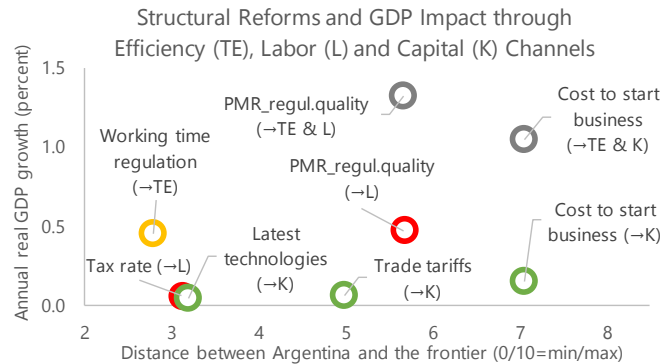 Structural Reforms and GDP Impact through
Efficiency (TE), Labor (L) and Capital (K) Channels
Annual real GDP growth (percent)
1.5
1.0
0.5
0.0
PMR_regul.quality
(→TE & L)
Cost to start
business
(→TE & K)
Working time
regulation
(→TE)
PMR_regul.quality
(→L)
Cost to start
business (→K)
Latest
technologies
(→K)
Tax rate (→L)
Trade tariffs
(→K)
2
3
4
5
6
7
8
Distance between Argentina and the frontier (0/10=min/max)